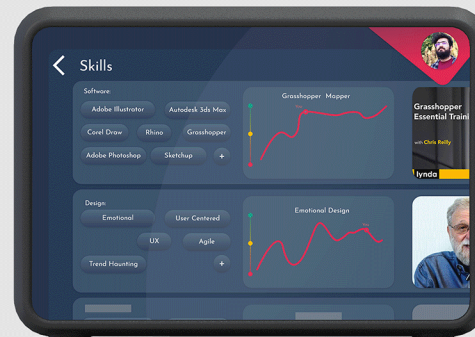 Skills
Software:
Adobe Illustrator
Autodesk 3ds Max
Corel Draw
Rhino
Grasshopper
Adobe Photoshop
Sketchup
+
Grasshopper Mapper
Grasshopper
Essential Traini
with Chris Reilly
lynda
Design:
Emotional
User Centered
UX
Agile
Trend Haunting
+
Emotional Design